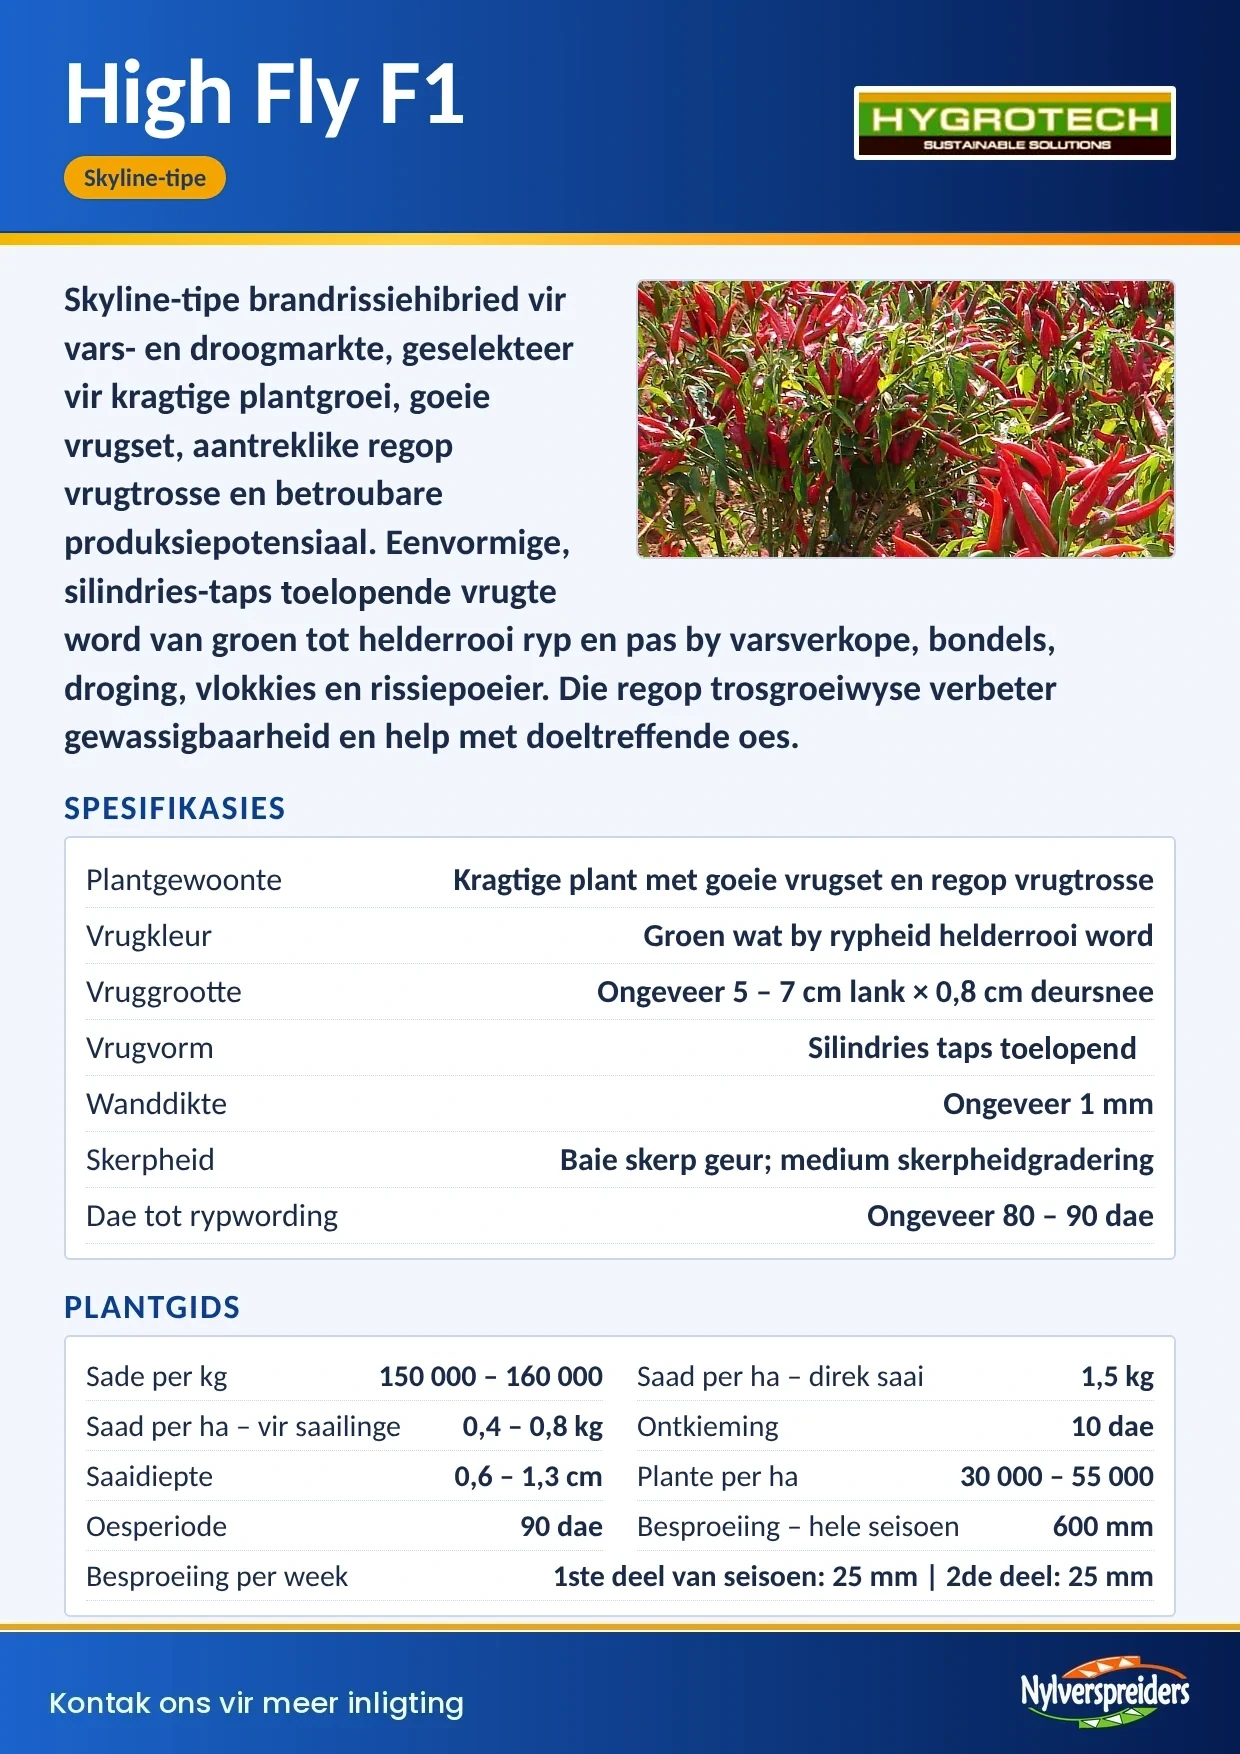 High Fly F1
Skyline-tipe
HYGROTECH
SUSTAINABLE SOLUTIONS
Skyline-tipe brandrissiehibried vir
vars- en droogmarkte, geselekteer
vir kragtige plantgroei, goeie
vrugset, aantreklike regop
vrugtrosse en betroubare
produksiepotensiaal. Eenvormige,
silindries-taps toelopende vrugte
word van groen tot helderrooi ryp en pas by varsverkope, bondels,
droging, vlokkies en rissiepoeier. Die regop trosgroeiwyse verbeter
gewassigbaarheid en help met doeltreffende oes.
SPESIFIKASIES
Plantgewoonte Kragtige plant met goeie vrugset en regop vrugtrosse
Vrugkleur Groen wat by rypheid helderrooi word
Vruggrootte Ongeveer 5 – 7 cm lank × 0,8 cm deursnee
Vrugvorm Silindries taps toelopend
Wanddikte Ongeveer 1 mm
Skerpheid Baie skerp geur; medium skerpheidgradering
Dae tot rypwording Ongeveer 80 – 90 dae
PLANTGIDS
Sade per kg 150 000 – 160 000 Saad per ha – direk saai 1,5 kg
Saad per ha – vir saailinge 0,4 – 0,8 kg Ontkieming 10 dae
Saaidiepte 0,6 – 1,3 cm Plante per ha 30 000 – 55 000
Oesperiode 90 dae Besproeiing – hele seisoen 600 mm
Besproeiing per week 1ste deel van seisoen: 25 mm | 2de deel: 25 mm
Kontak ons vir meer inligting
Nylverspreiders